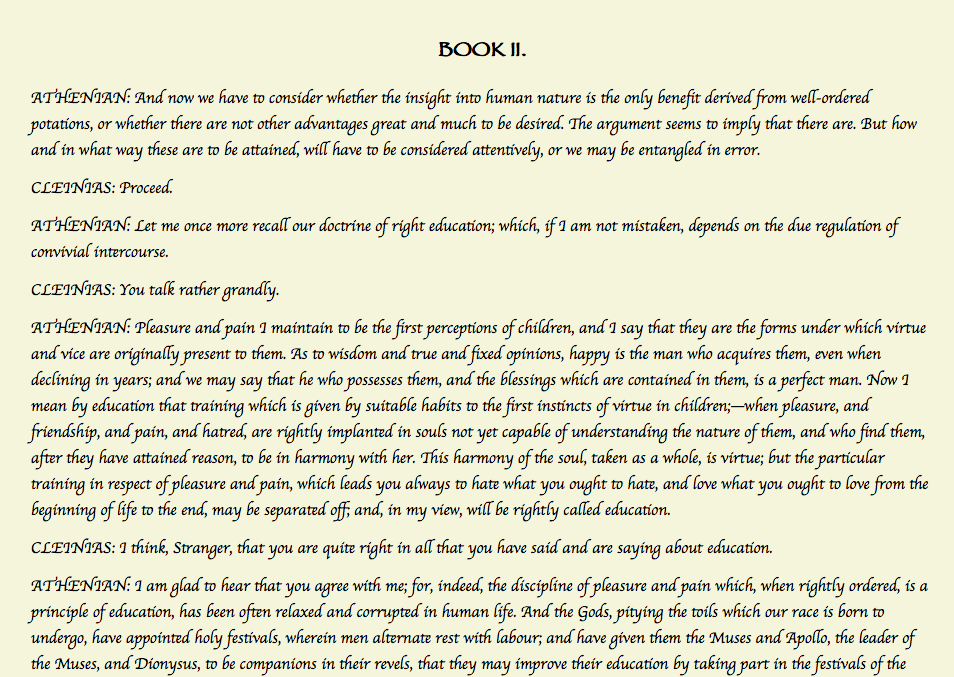 BOOK II.
ATHENIAN: And now we have to consider whether the insight into human nature is the only benefit derived from well-ordered
potations, or whether there are not other advantages great and much to be desired. The argument seems to imply that there are. But how
and in what way these are to be attained, will have to be considered attentively, or we may be entangled in error.
CLEINIAS: Proceed.
ATHENIAN: Let me once more recall our doctrine of right education; which, if I am not mistaken, depends on the due regulation of
convivial intercourse.
CLEINIAS: You talk rather grandly.
ATHENIAN: Pleasure and pain I maintain to be the first perceptions of children, and I say that they are the forms under which virtue
and vice are originally present to them. As to wisdom and true and fixed opinions, happy is the man who acquires them, even when
declining in years; and we may say that he who possesses them, and the blessings which are contained in them, is a perfect man. Now I
mean by education that training which is given by suitable habits to the first instincts of virtue in children;—when pleasure, and
friendship, and pain, and hatred, are rightly implanted in souls not yet capable of understanding the nature of them, and who find them,
after they have attained reason, to be in harmony with her. This harmony of the soul, taken as a whole, is virtue; but the particular
training in respect of pleasure and pain, which leads you always to hate what you ought to hate, and love what you ought to love from the
beginning of life to the end, may be separated off; and, in my view, will be rightly called education.
CLEINIAS: I think, Stranger, that you are quite right in all that you have said and are saying about education.
ATHENIAN: I am glad to hear that you agree with me; for, indeed, the discipline of pleasure and pain which, when rightly ordered, is a
principle of education, has been often relaxed and corrupted in human life. And the Gods, pitying the toils which our race is born to
undergo, have appointed holy festivals, wherein men alternate rest with labour; and have given them the Muses and Apollo, the leader of
the Muses, and Dionysus, to be companions in their revels, that they may improve their education by taking part in the festivals of the